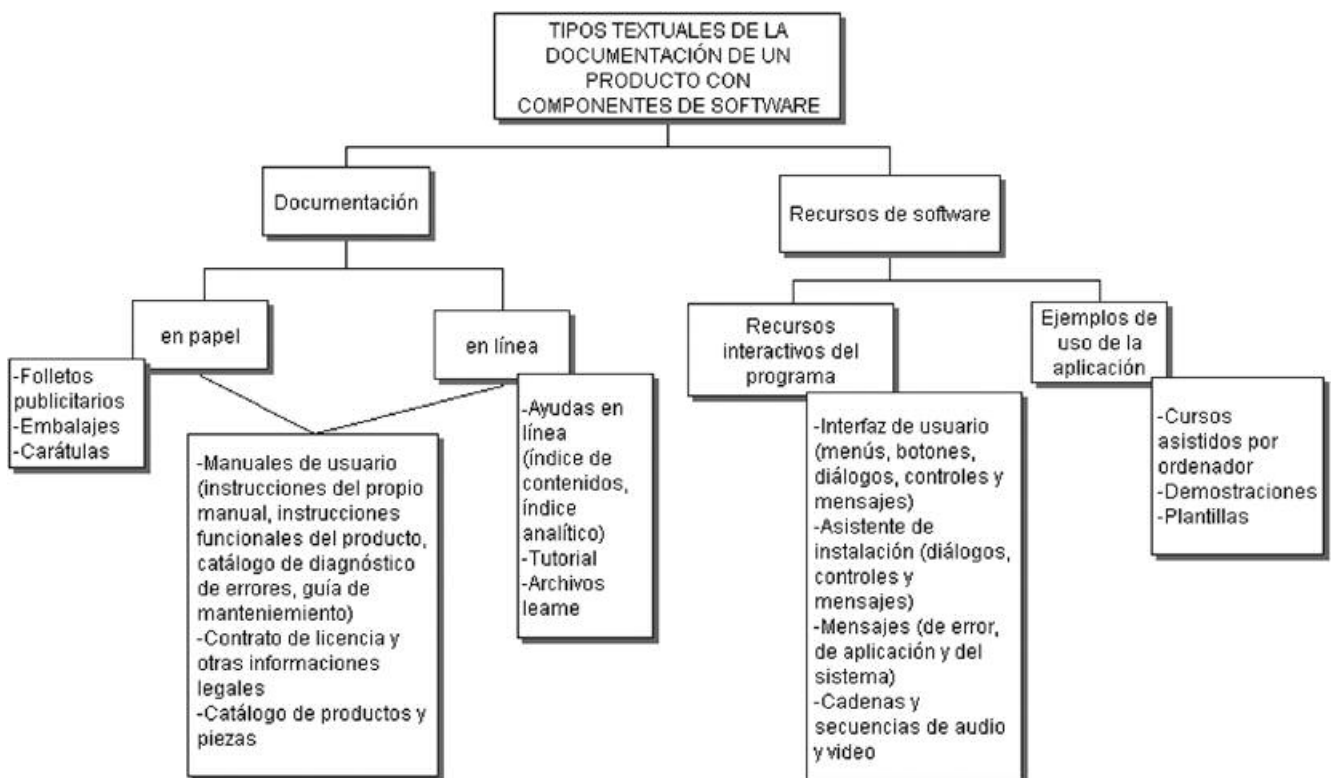 TIPOS TEXTUALES DE LA
DOCUMENTACIÓN DE UN
PRODUCTO CON
COMPONENTES DE SOFTWARE
Documentación
Recursos de software
en papel
en línea
Recursos
interactivos del
programa
Ejemplos de
uso de la
aplicación
-Folletos
publicitarios
-Embalajes
-Carátulas
-Manuales de usuario
(instrucciones del propio
manual, instrucciones
funcionales del producto,
catálogo de diagnóstico
de errores, guía de
manteniemiento)
-Contrato de licencia y
otras informaciones
legales
-Catálogo de productos y
piezas
-Ayudas en
línea
(índice de
contenidos,
índice
analítico)
-Tutorial
-Archivos
leame
-Interfaz de usuario
(menús, botones,
diálogos, controles y
mensajes)
-Asistente de
instalación (diálogos,
controles y
mensajes)
-Mensajes (de error,
de aplicación y del
sistema)
-Cadenas y
secuencias de audio
y video
-Cursos
asistidos por
ordenador
-Demostraciones
-Plantillas